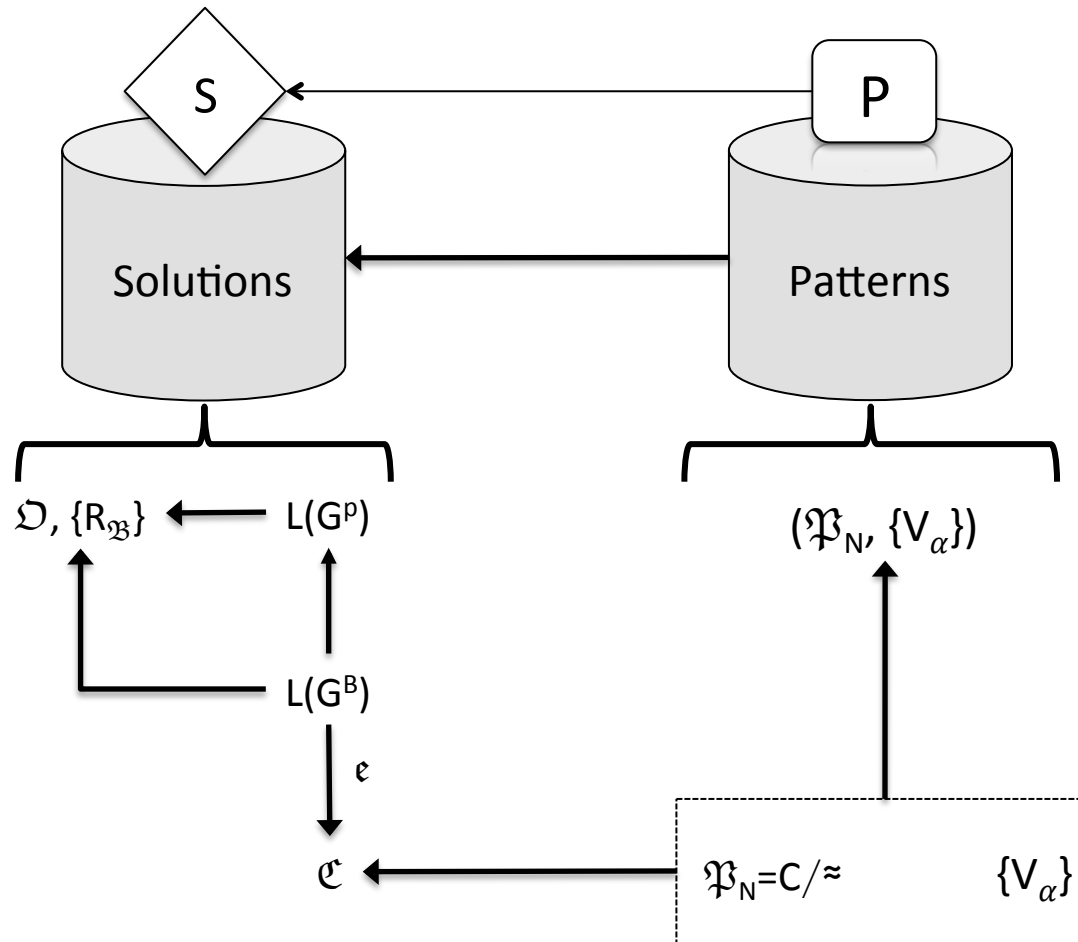 S P
Solutions Patterns
𝔒, {R𝔅} L(Gᵖ) (𝔓N, {Vα})
L(Gᴮ)
𝔢
ℭ 𝔓N=C/≈ {Vα}